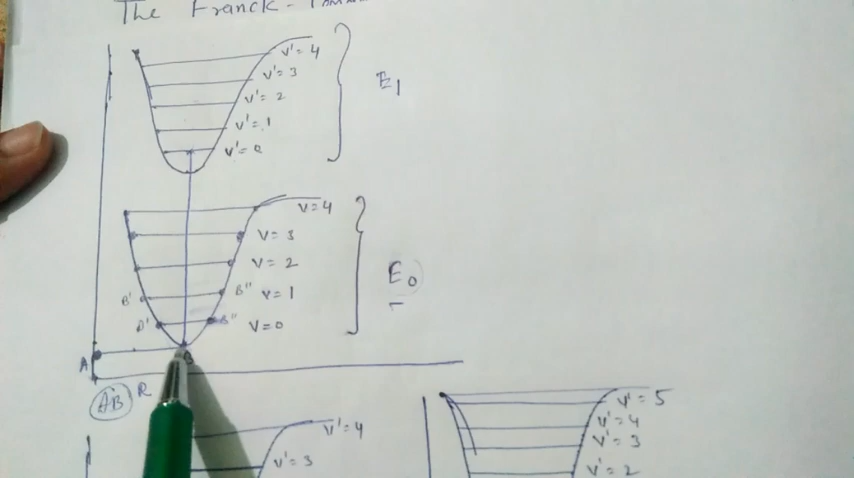 The Franck-
v'= 4
v'= 3
v'= 2
v'= 1
v'= 0
E1
v=4
v= 3
v= 2
B' B" v= 1
v=0
E0
A
AB R
v'=4
v'=3
v'= 5
v'= 4
v'= 3
v'= 2